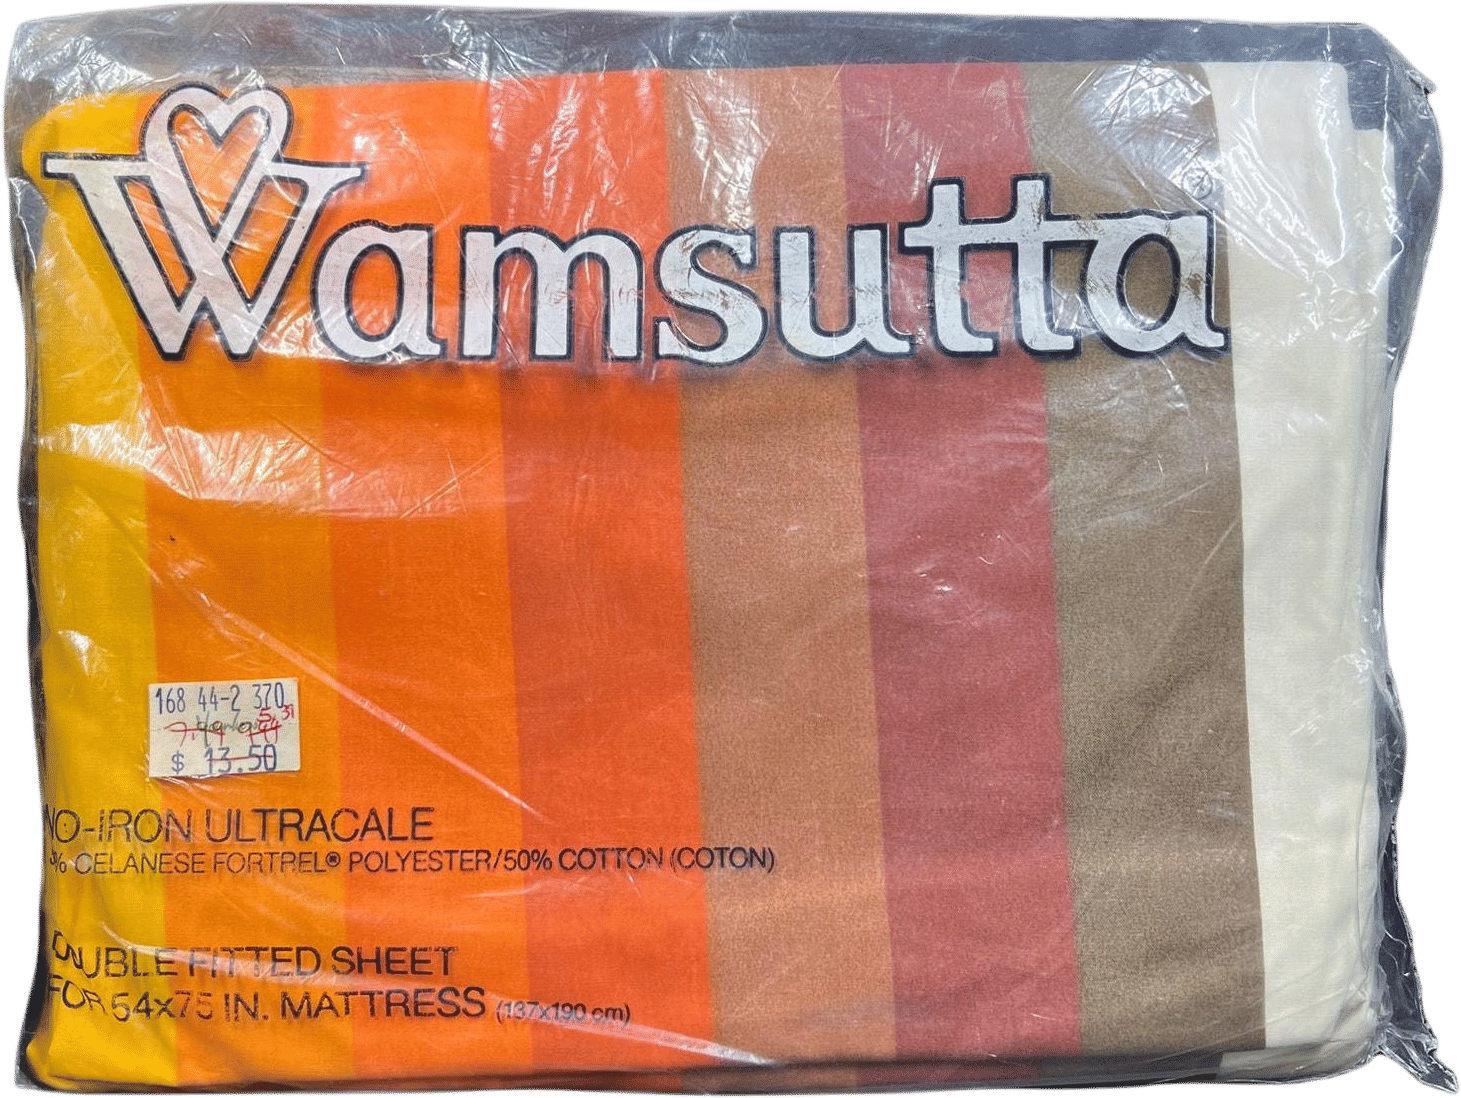 Wamsutta ®
168 44-2 370
$ 13.50
NO-IRON ULTRACALE
% CELANESE FORTREL® POLYESTER/50% COTTON (COTON)
DOUBLE FITTED SHEET
FOR 54x75 IN. MATTRESS (137x190 cm)